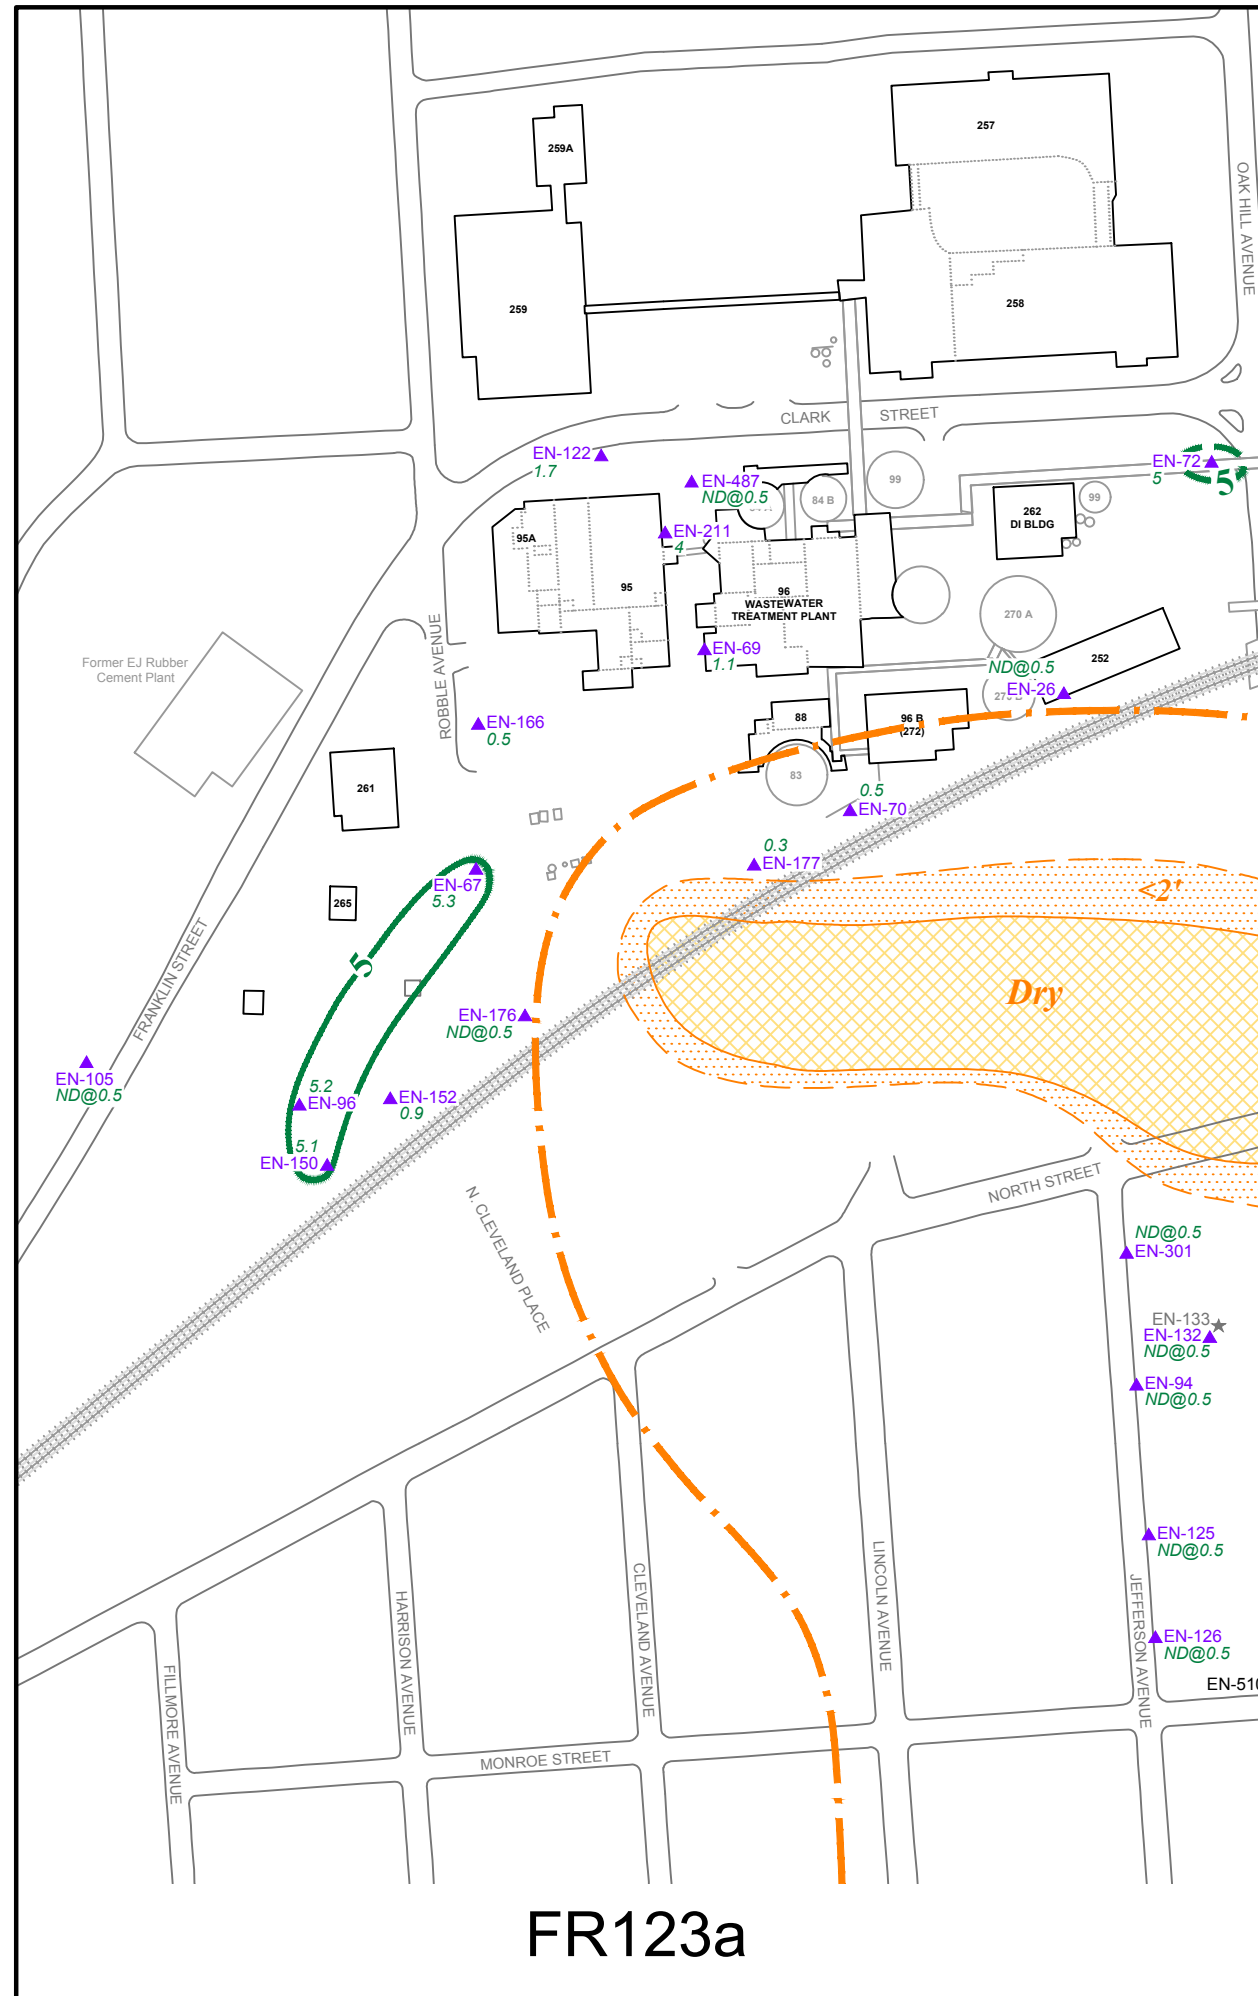 257
259A
OAK HILL AVENUE
259
258
CLARK STREET
EN-122
1.7
EN-72
5
5
EN-487
ND@0.5
84 B
99
99
262
DI BLDG
EN-211
4
95A
95
96
WASTEWATER
TREATMENT PLANT
270 A
ROBBLE AVENUE
EN-69
1.1
Former EJ Rubber
Cement Plant
252
ND@0.5
EN-26
EN-166
0.5
88
96 B
(272)
83
261
0.5
EN-70
0.3
EN-177
EN-67
5.3
<2'
265
5
Dry
FRANKLIN STREET
EN-176
ND@0.5
EN-105
ND@0.5
5.2
EN-96
EN-152
0.9
5.1
EN-150
NORTH STREET
N. CLEVELAND PLACE
ND@0.5
EN-301
EN-133
EN-132
ND@0.5
EN-94
ND@0.5
EN-125
ND@0.5
LINCOLN AVENUE
CLEVELAND AVENUE
HARRISON AVENUE
JEFFERSON AVENUE
EN-126
ND@0.5
FILLMORE AVENUE
EN-510
MONROE STREET
FR123a